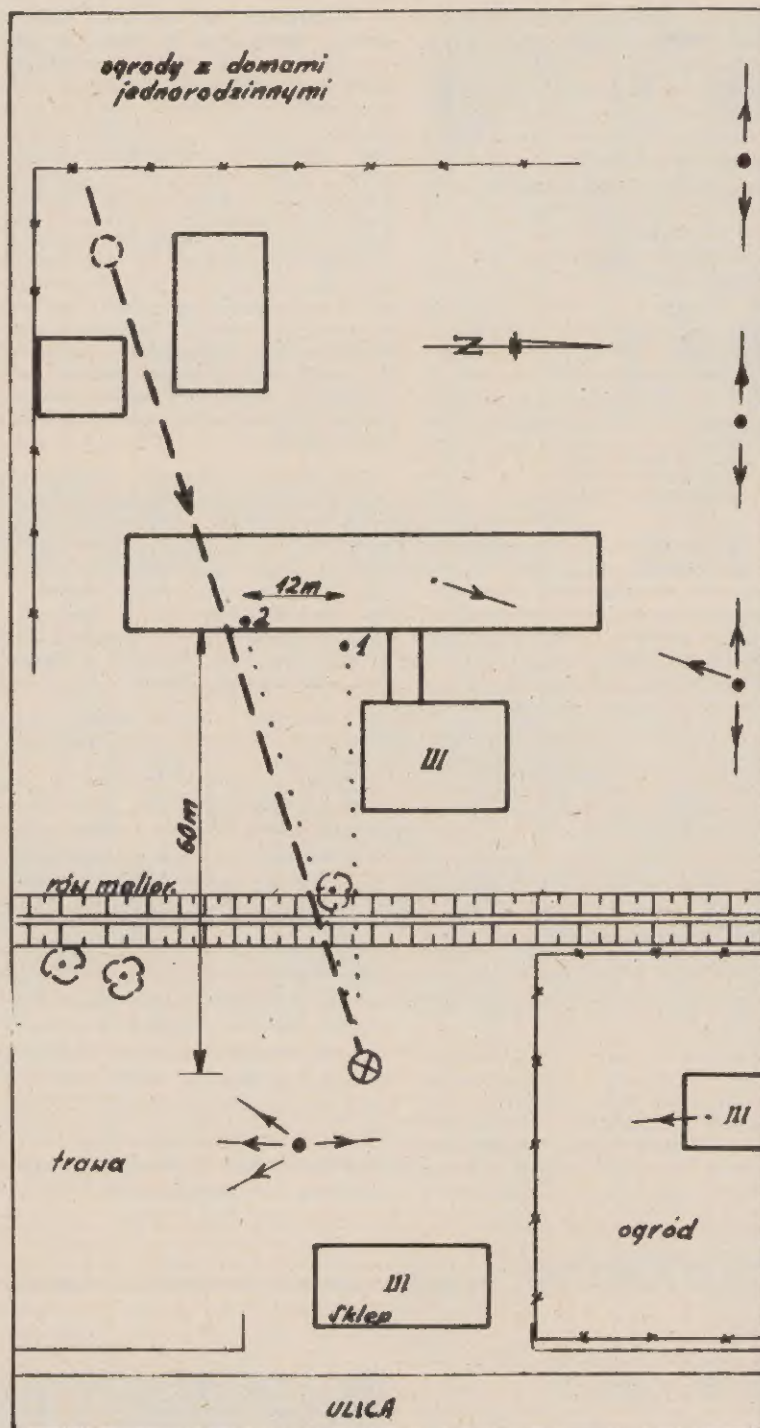 ogrody z domami
jednorodzinnymi
N
12m
2
1
III
60m
rów melior.
trawa
III
ogród
III
Sklep
ULICA